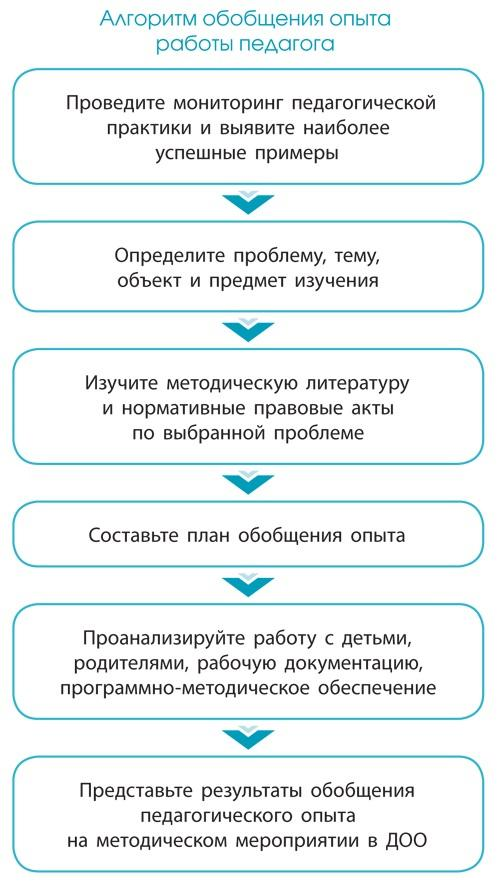 Алгоритм обобщения опыта
работы педагога
Проведите мониторинг педагогической
практики и выявите наиболее
успешные примеры
Определите проблему, тему,
объект и предмет изучения
Изучите методическую литературу
и нормативные правовые акты
по выбранной проблеме
Составьте план обобщения опыта
Проанализируйте работу с детьми,
родителями, рабочую документацию,
программно-методическое обеспечение
Представьте результаты обобщения
педагогического опыта
на методическом мероприятии в ДОО